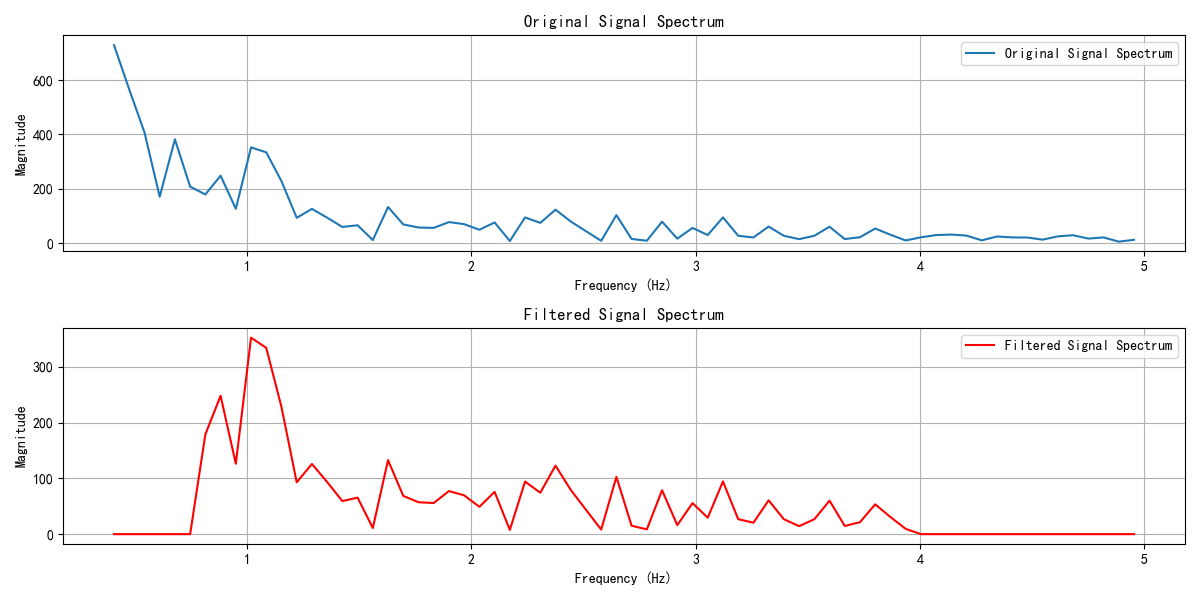 Original Signal Spectrum
Original Signal Spectrum
Magnitude
600
400
200
0
1 2 3 4 5
Frequency (Hz)
Filtered Signal Spectrum
Filtered Signal Spectrum
Magnitude
300
200
100
0
1 2 3 4 5
Frequency (Hz)